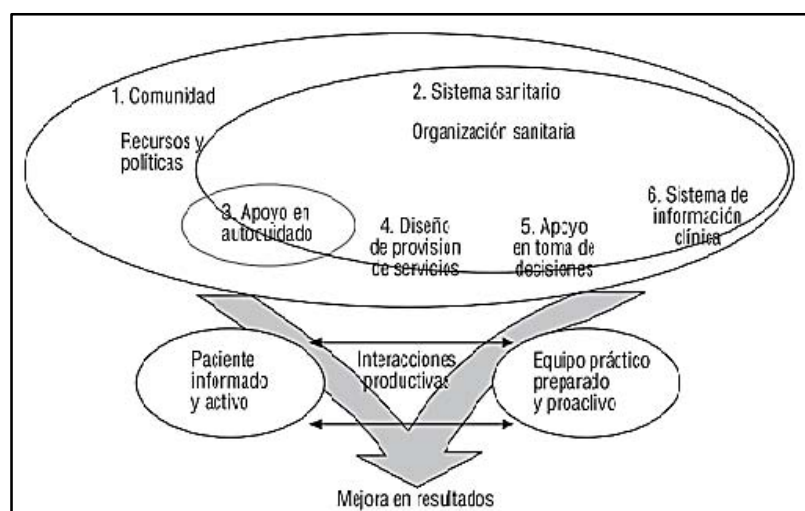 1. Comunidad
Recursos y
políticas
2. Sistema sanitario
Organización sanitaria
3. Apoyo en
autocuidado
4. Diseño
de provision
de servicios
5. Apoyo
en toma de
decisiones
6. Sistema de
información
clínica
Paciente
informado
y activo
Interacciones
productivas
Equipo práctico
preparado
y proactivo
Mejora en resultados